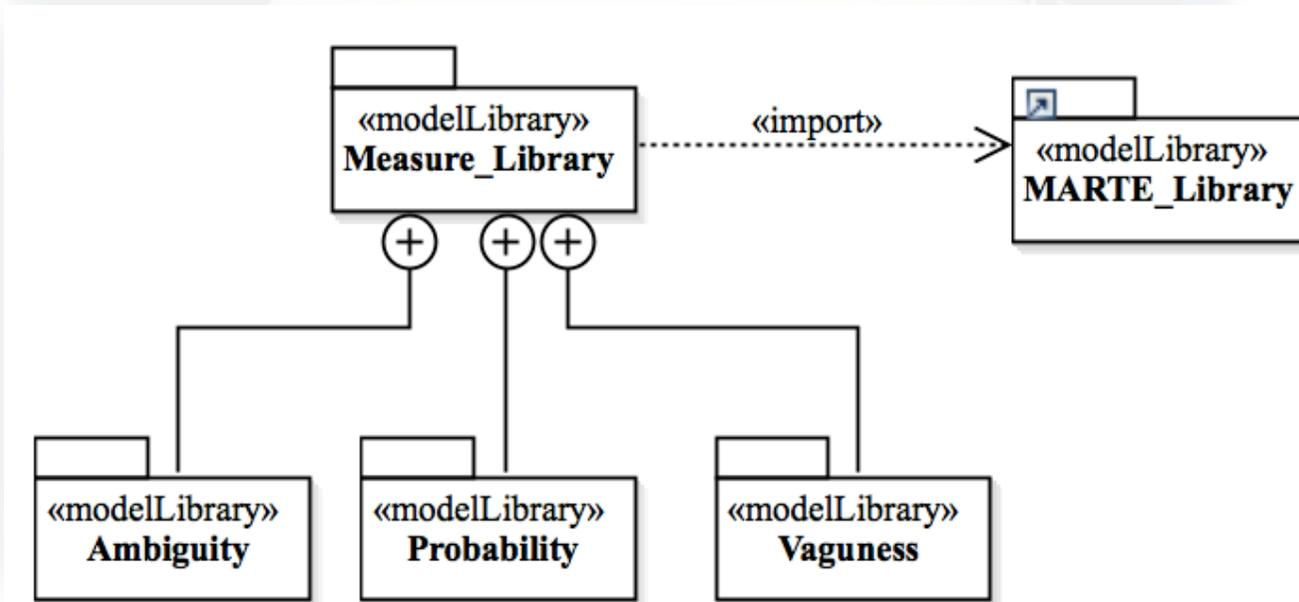 «modelLibrary»
Measure_Library
«import»
«modelLibrary»
MARTE_Library
«modelLibrary»
Ambiguity
«modelLibrary»
Probability
«modelLibrary»
Vaguness